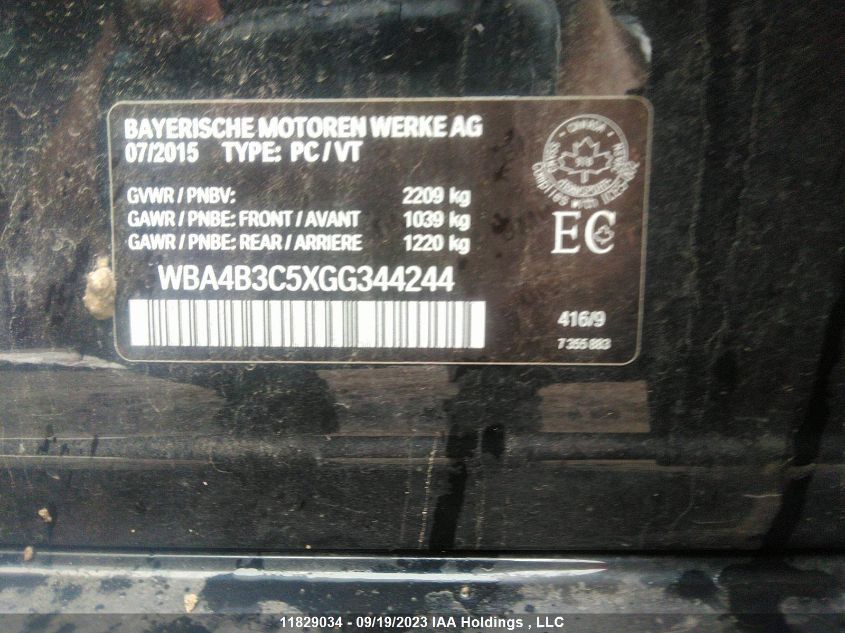 BAYERISCHE MOTOREN WERKE AG
07/2015 TYPE: PC / VT
GVWR / PNBV: 2209 kg
GAWR / PNBE: FRONT / AVANT 1039 kg
GAWR / PNBE: REAR / ARRIERE 1220 kg
WBA4B3C5XGG344244
CANADA
EC
416/9
7 355 883
11829034 - 09/19/2023 IAA Holdings , LLC